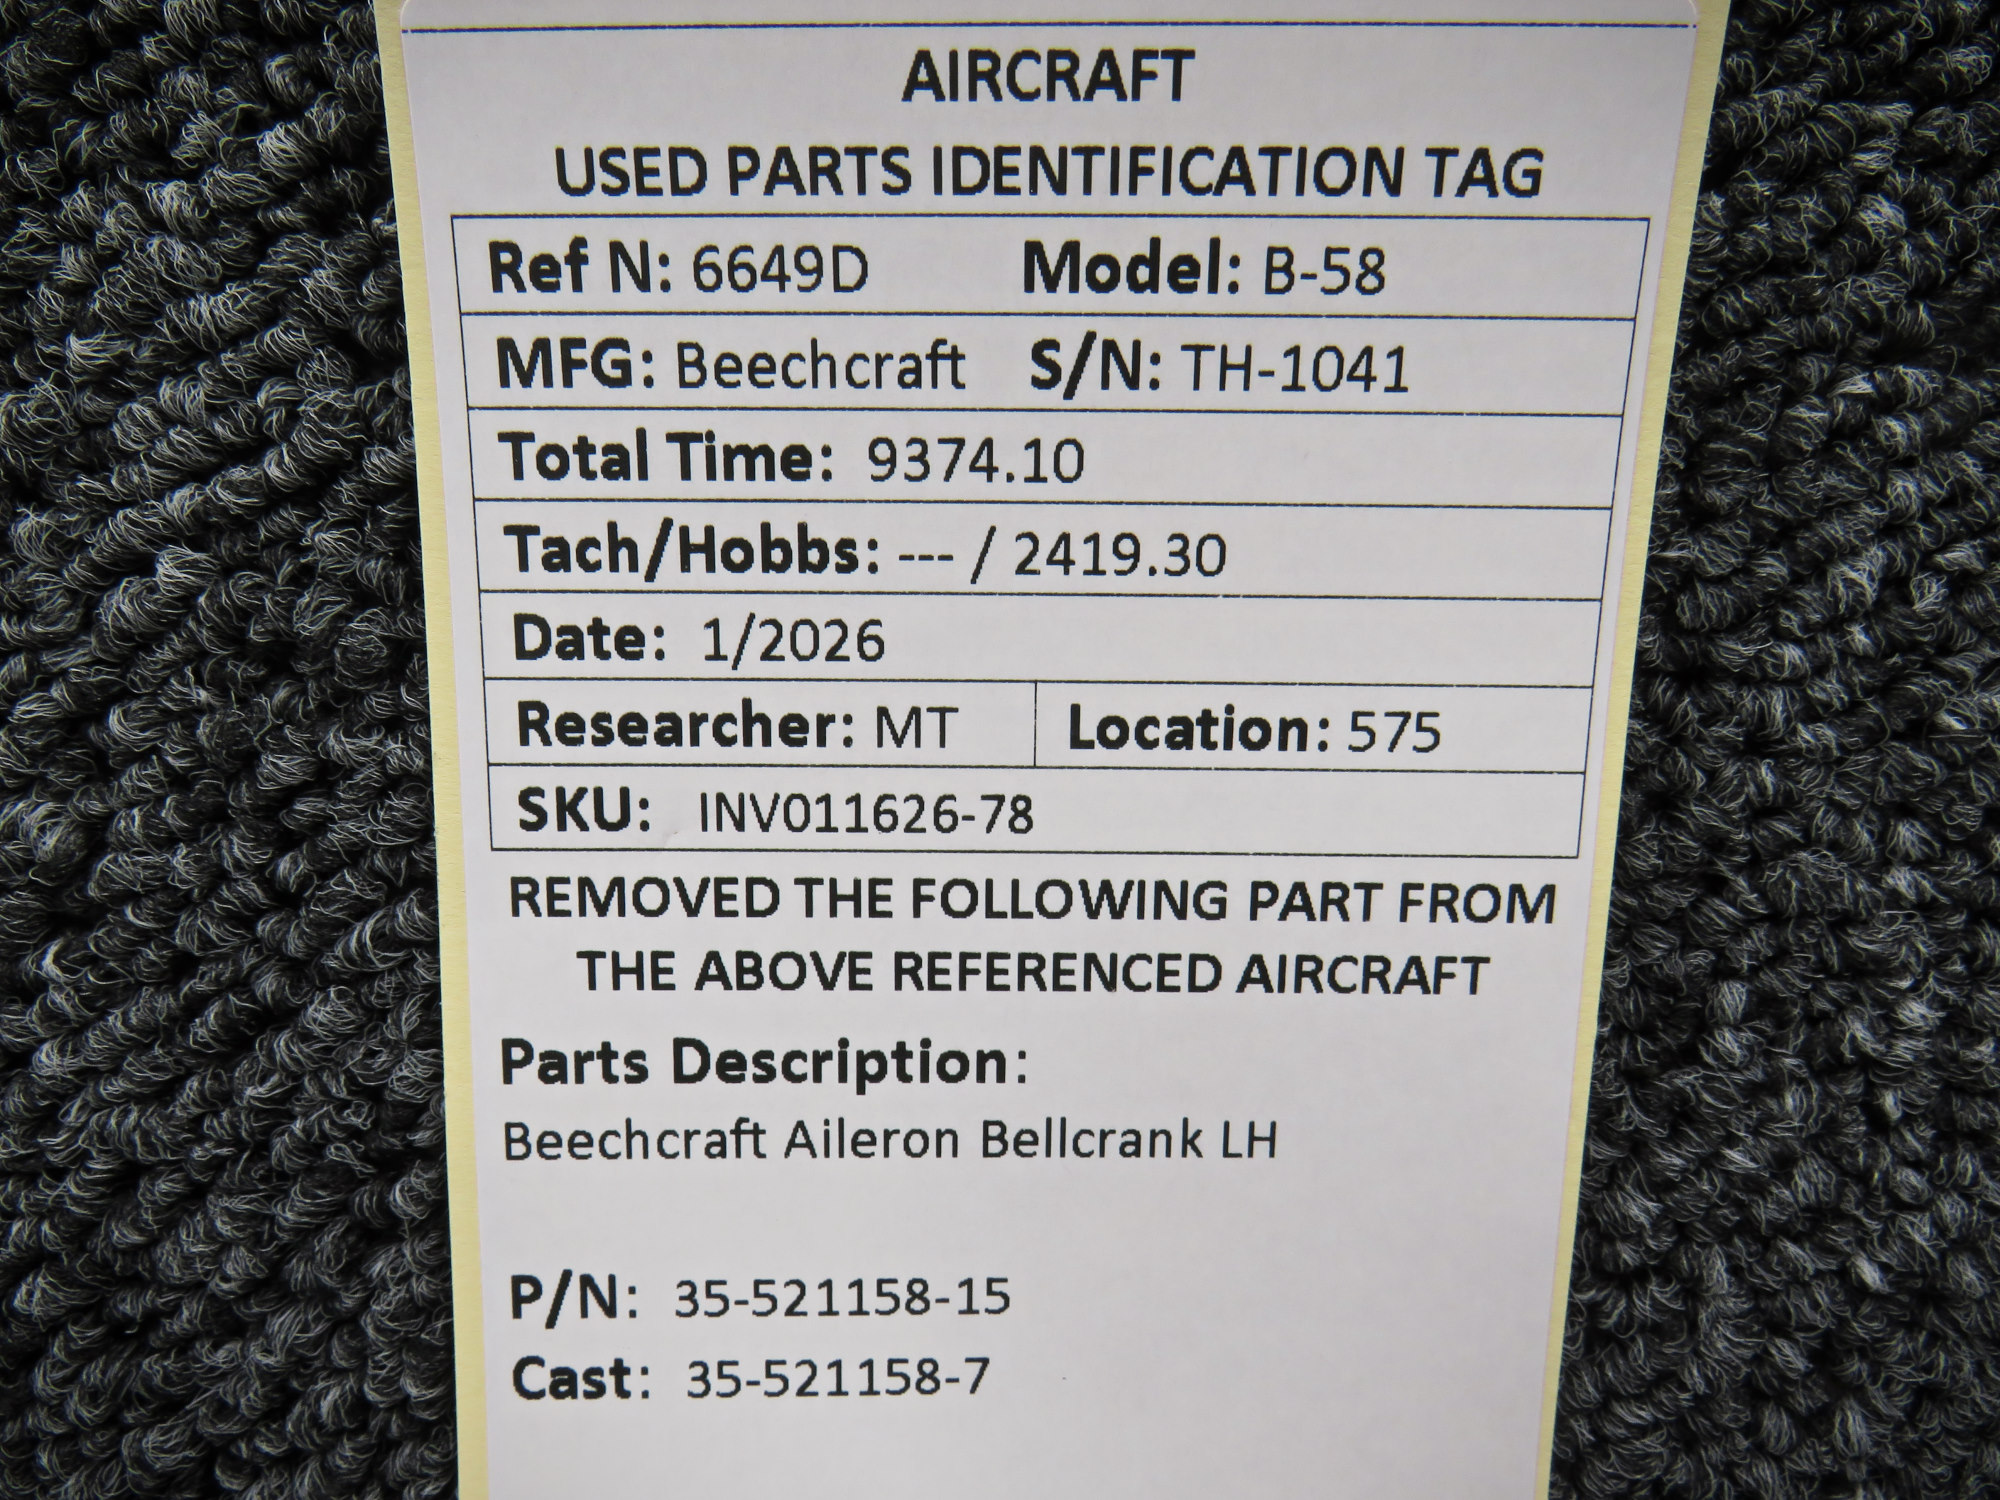 AIRCRAFT
USED PARTS IDENTIFICATION TAG
Ref N: 6649D Model: B-58
MFG: Beechcraft S/N: TH-1041
Total Time: 9374.10
Tach/Hobbs: --- / 2419.30
Date: 1/2026
Researcher: MT Location: 575
SKU: INV011626-78
REMOVED THE FOLLOWING PART FROM
THE ABOVE REFERENCED AIRCRAFT
Parts Description:
Beechcraft Aileron Bellcrank LH
P/N: 35-521158-15
Cast: 35-521158-7